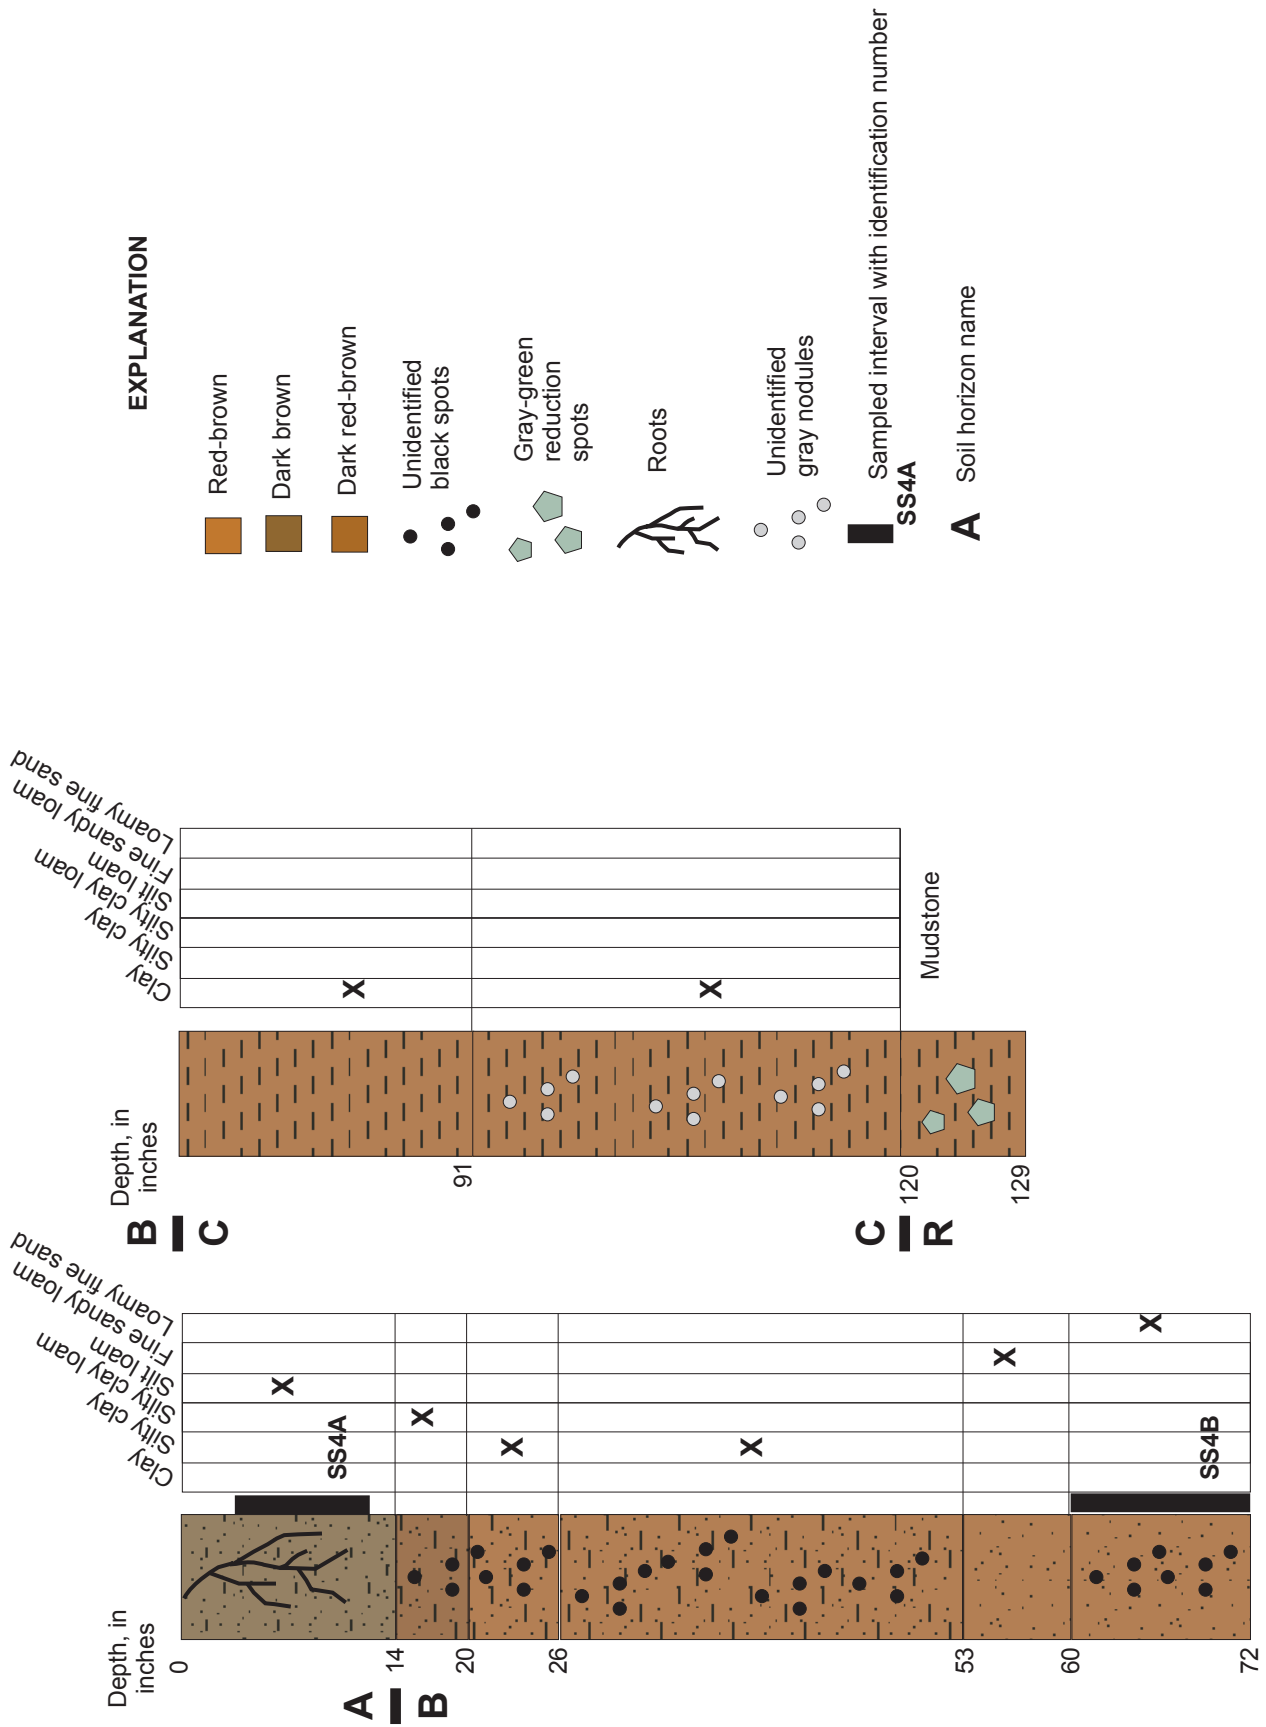 Depth, in
inches
Clay
Silty clay
Silty clay loam
Silt loam
Fine sandy loam
Loamy fine sand
0
14
20
26
53
60
72
A
B
SS4A
SS4B
X
X
X
X
X
X
Depth, in
inches
Clay
Silty clay
Silty clay loam
Silt loam
Fine sandy loam
Loamy fine sand
B
C
91
C
R
120
129
X
X
Mudstone
EXPLANATION
Red-brown
Dark brown
Dark red-brown
Unidentified
black spots
Gray-green
reduction
spots
Roots
Unidentified
gray nodules
SS4A
Sampled interval with identification number
A
Soil horizon name